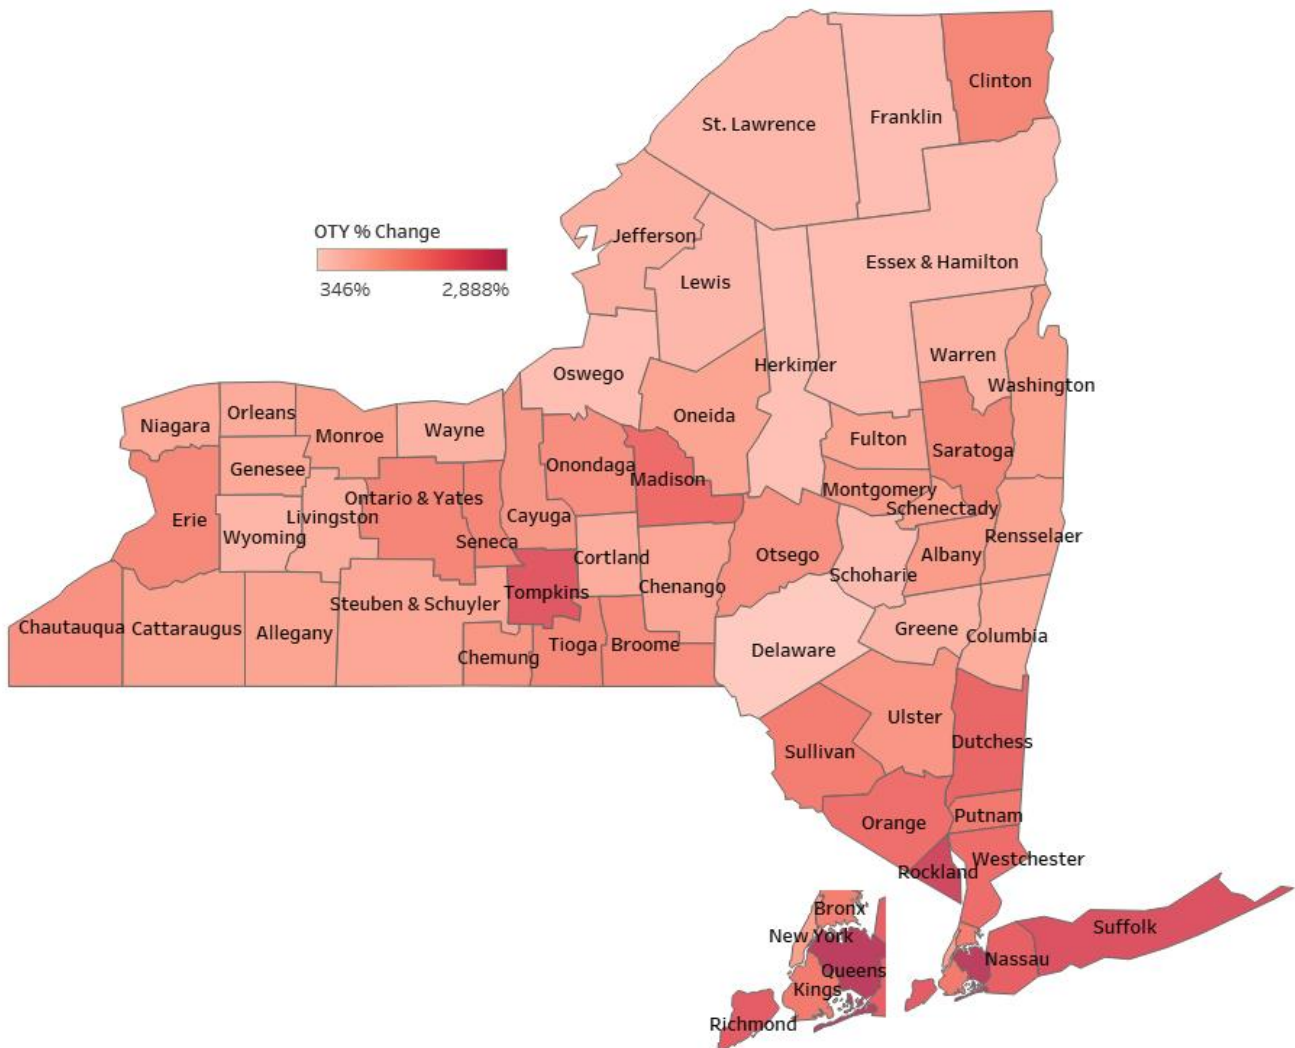 Clinton
Franklin
St. Lawrence
OTY % Change
346% 2,888%
Jefferson
Essex & Hamilton
Lewis
Warren
Herkimer
Oswego
Washington
Orleans
Oneida
Niagara
Wayne
Monroe
Fulton
Saratoga
Onondaga
Genesee
Madison
Montgomery
Ontario & Yates
Schenectady
Cayuga
Livingston
Erie
Wyoming
Rensselaer
Seneca
Albany
Otsego
Cortland
Schoharie
Chenango
Tompkins
Steuben & Schuyler
Chautauqua
Cattaraugus
Allegany
Greene
Columbia
Tioga
Broome
Delaware
Chemung
Ulster
Dutchess
Sullivan
Putnam
Orange
Westchester
Rockland
Bronx
Suffolk
New York
Nassau
Queens
Kings
Richmond